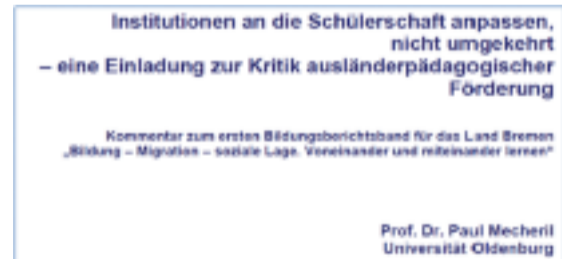 Institutionen an die Schülerschaft anpassen,
nicht umgekehrt
– eine Einladung zur Kritik ausländerpädagogischer
Förderung
Kommentar zum ersten Bildungsberichtsband für das Land Bremen
„Bildung – Migration – soziale Lage. Voneinander und miteinander lernen“
Prof. Dr. Paul Mecheril
Universität Oldenburg